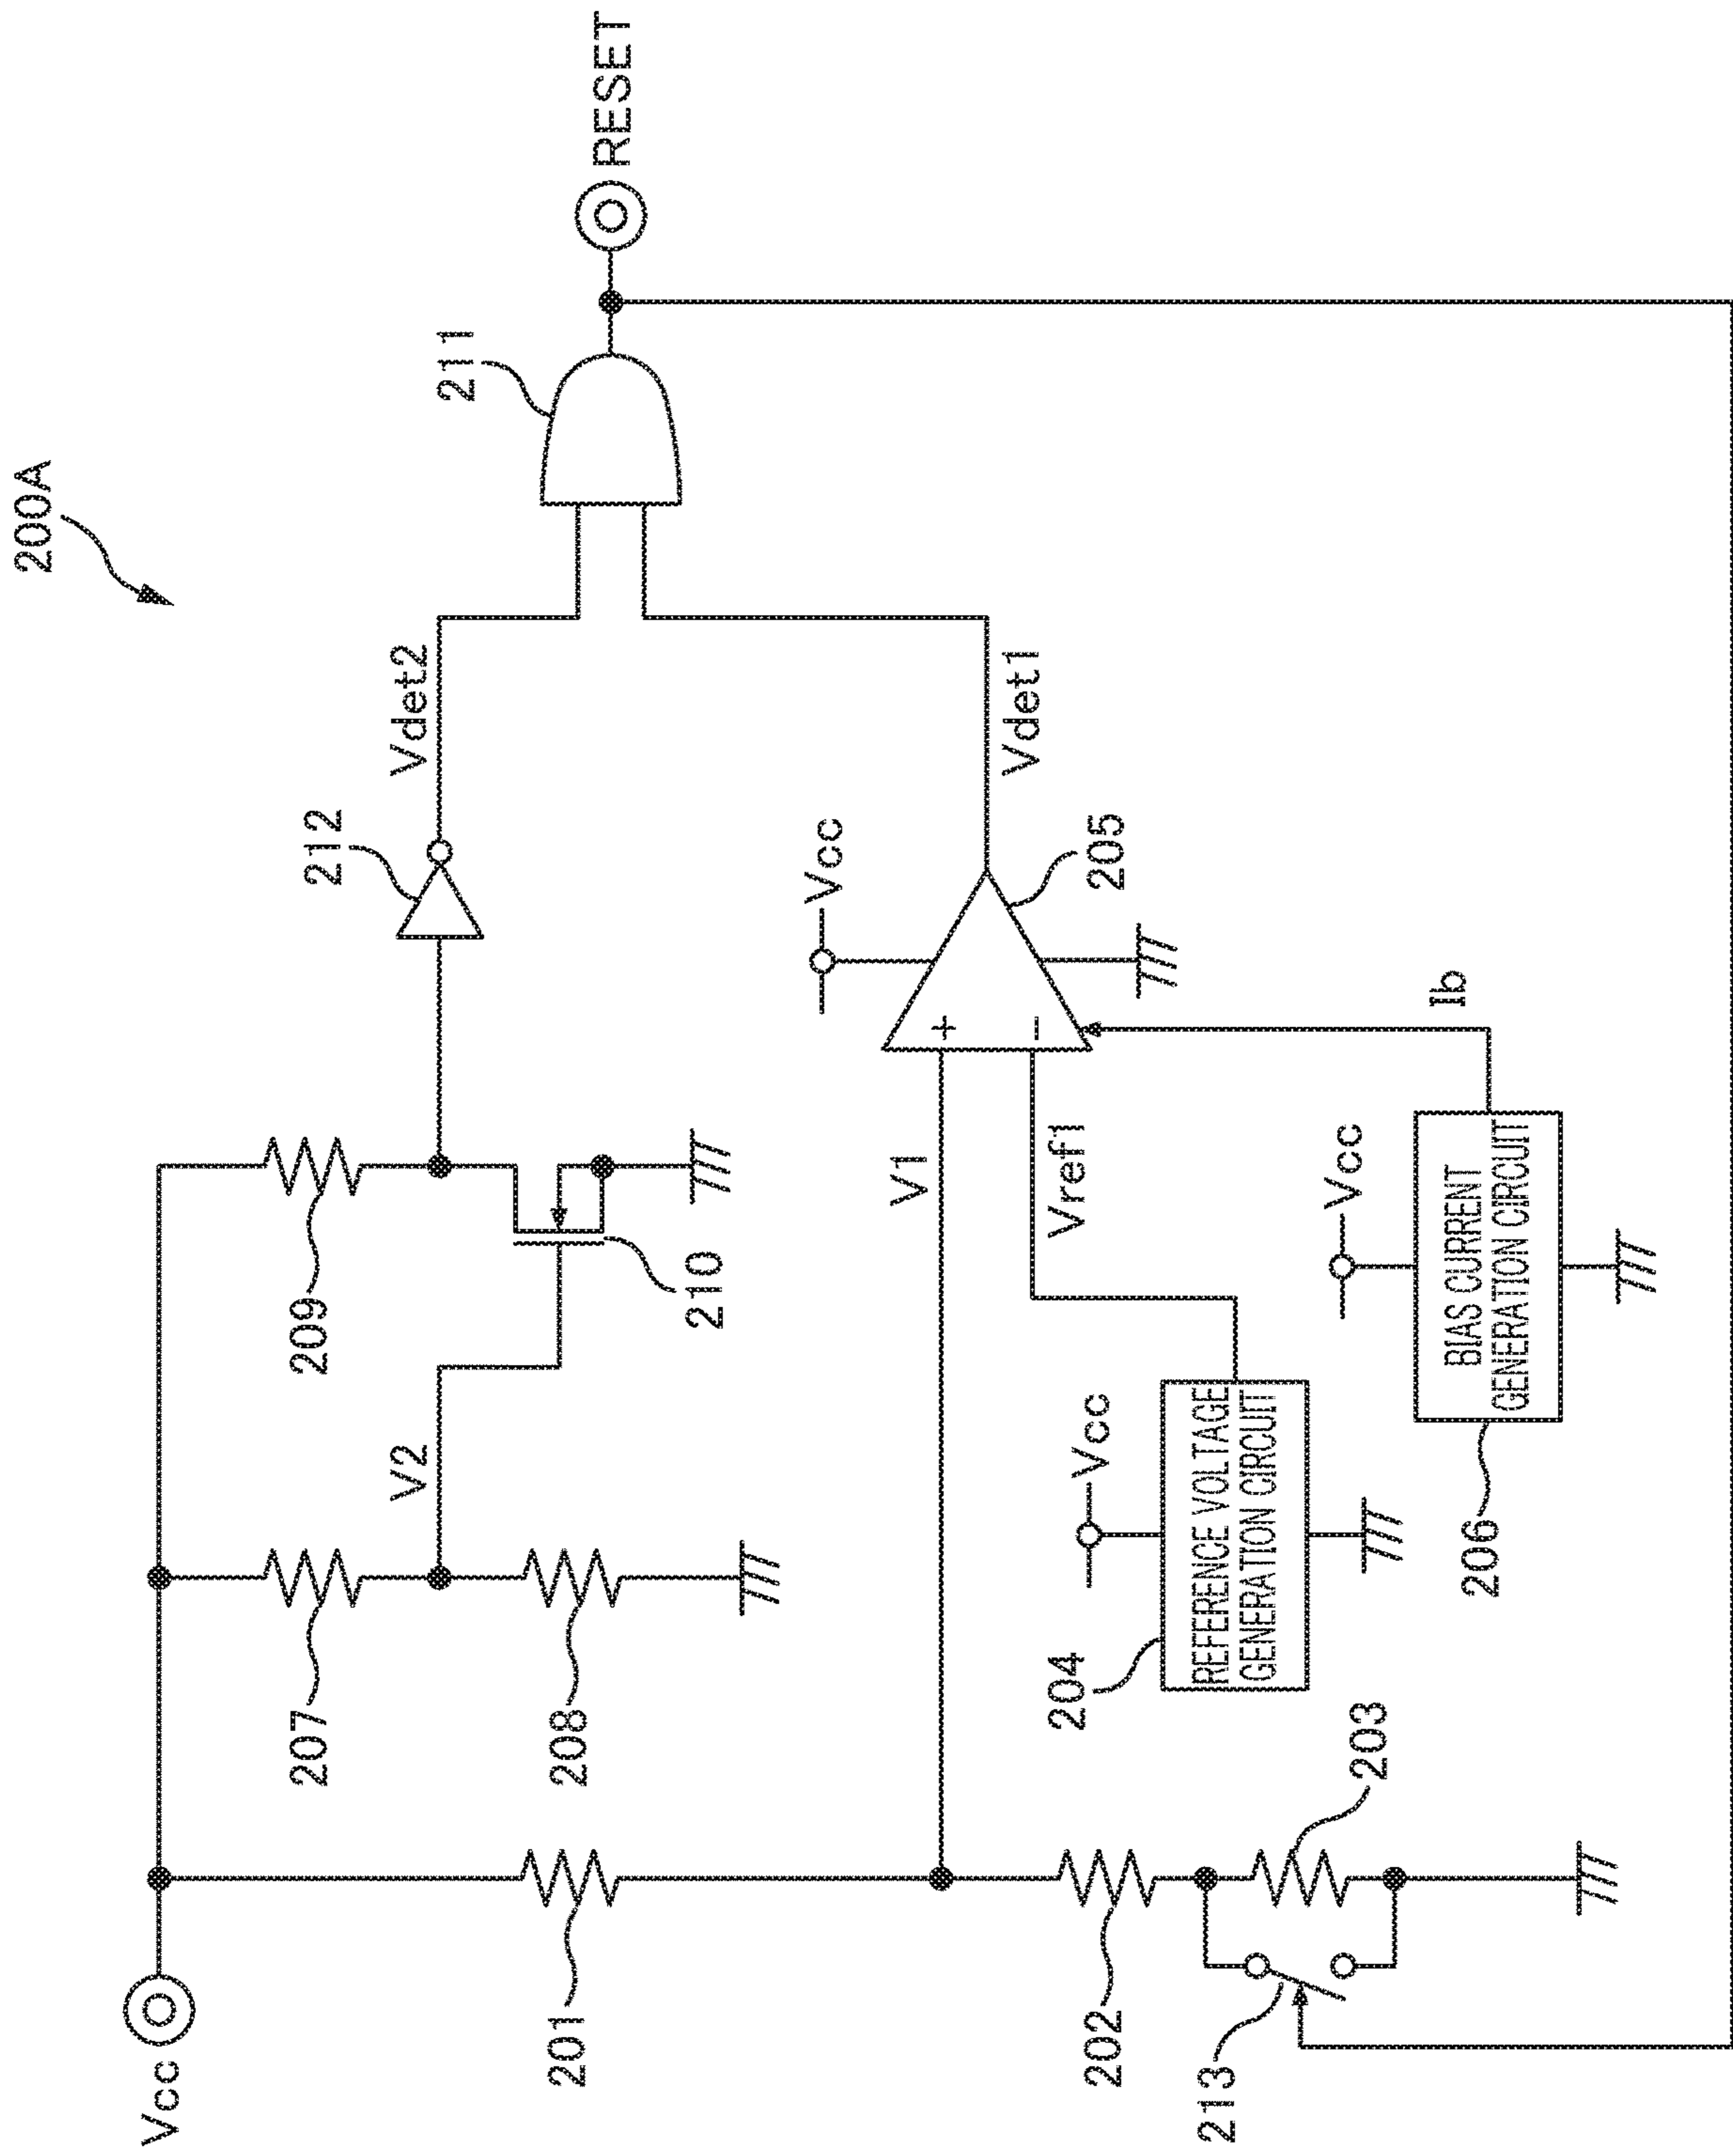 200A
Vcc
207
209
212
Vdet2
211
RESET
V2
208
210
201
Vcc
V1
205
Vdet1
Vref1
204
Vcc
REFERENCE VOLTAGE
GENERATION CIRCUIT
Ib
202
203
Vcc
BIAS CURRENT
GENERATION CIRCUIT
206
213
+
−